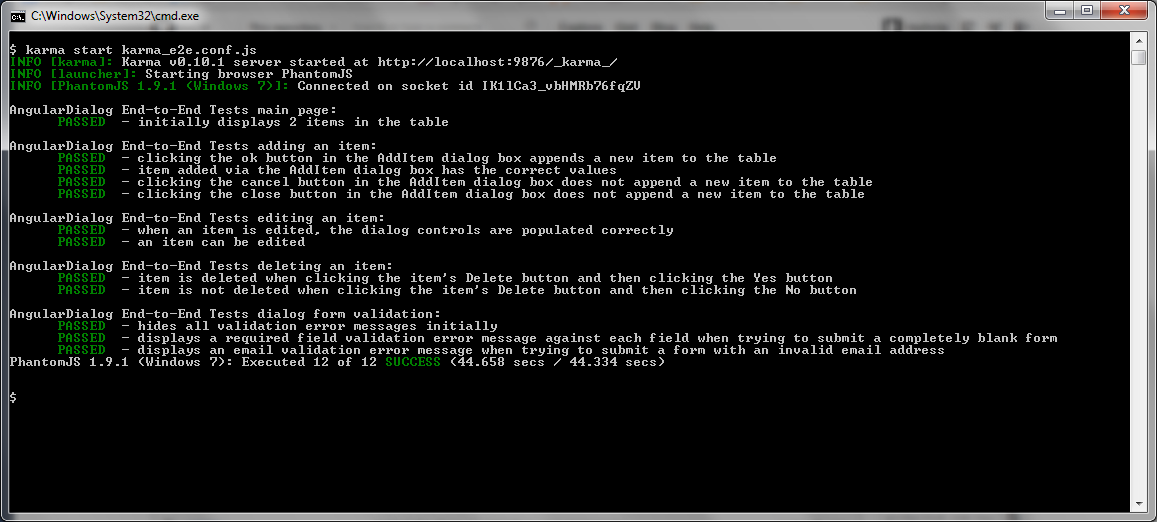 C:\Windows\System32\cmd.exe
$ karma start karma_e2e.conf.js
INFO [karma]: Karma v0.10.1 server started at http://localhost:9876/_karma_/
INFO [launcher]: Starting browser PhantomJS
INFO [PhantomJS 1.9.1 (Windows 7)]: Connected on socket id IK1lCa3_vbHMRb76fqZV
AngularDialog End-to-End Tests main page:
PASSED - initially displays 2 items in the table
AngularDialog End-to-End Tests adding an item:
PASSED - clicking the ok button in the AddItem dialog box appends a new item to the table
PASSED - item added via the AddItem dialog box has the correct values
PASSED - clicking the cancel button in the AddItem dialog box does not append a new item to the table
PASSED - clicking the close button in the AddItem dialog box does not append a new item to the table
AngularDialog End-to-End Tests editing an item:
PASSED - when an item is edited, the dialog controls are populated correctly
PASSED - an item can be edited
AngularDialog End-to-End Tests deleting an item:
PASSED - item is deleted when clicking the item's Delete button and then clicking the Yes button
PASSED - item is not deleted when clicking the item's Delete button and then clicking the No button
AngularDialog End-to-End Tests dialog form validation:
PASSED - hides all validation error messages initially
PASSED - displays a required field validation error message against each field when trying to submit a completely blank form
PASSED - displays an email validation error message when trying to submit a form with an invalid email address
PhantomJS 1.9.1 (Windows 7): Executed 12 of 12 SUCCESS (44.658 secs / 44.334 secs)
$